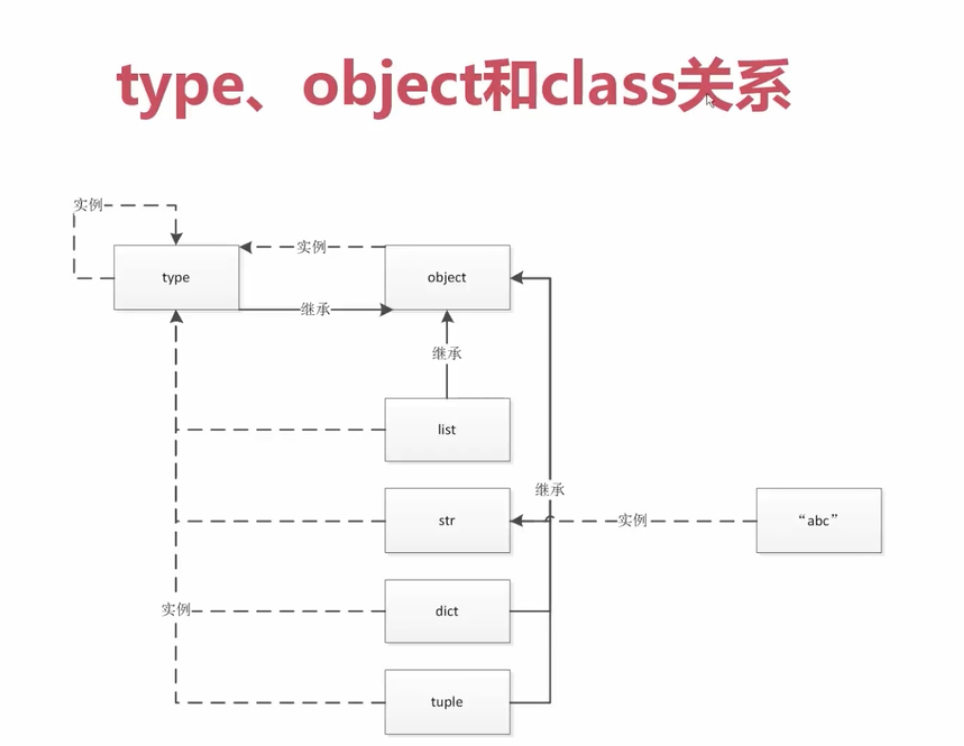 type、object和class关系
实例
实例
type
object
继承
继承
list
继承
str
实例
“abc”
实例
dict
tuple